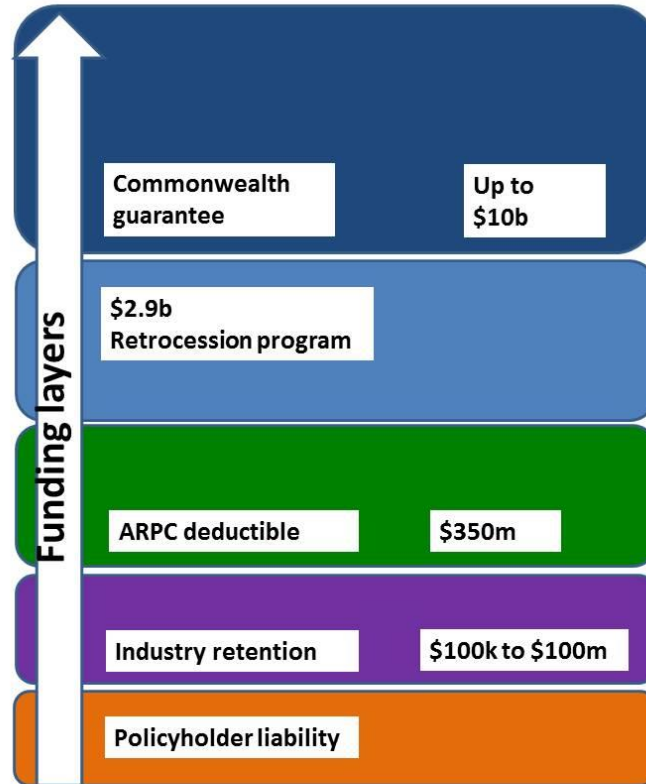 Commonwealth
guarantee
Up to
$10b
$2.9b
Retrocession program
Funding layers
ARPC deductible
$350m
Industry retention
$100k to $100m
Policyholder liability